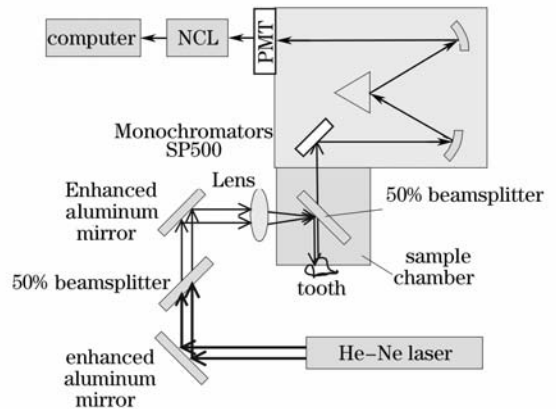 computer
NCL
PMT
Monochromators
SP500
Lens
Enhanced
aluminum
mirror
50% beamsplitter
50% beamsplitter
sample
chamber
tooth
enhanced
aluminum
mirror
He–Ne laser